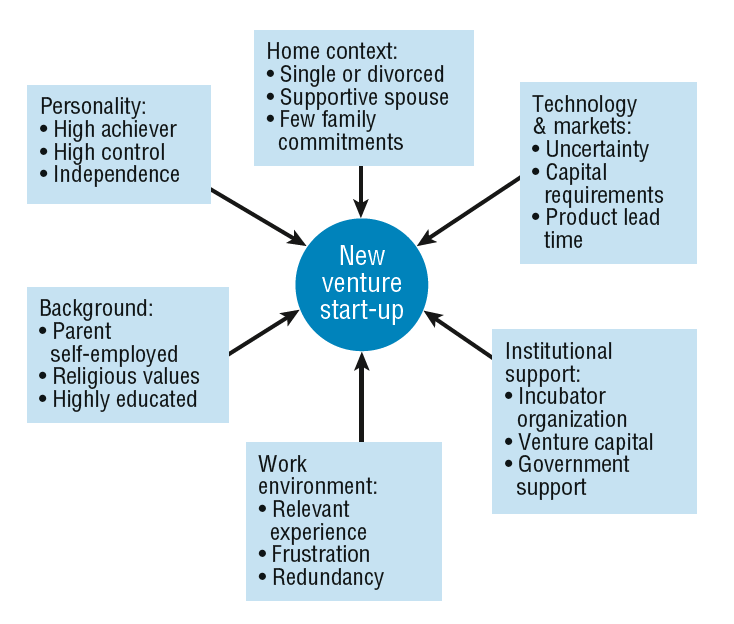 Home context:
• Single or divorced
• Supportive spouse
• Few family
commitments
Personality:
• High achiever
• High control
• Independence
Technology
& markets:
• Uncertainty
• Capital
requirements
• Product lead
time
New
venture
start-up
Background:
• Parent
self-employed
• Religious values
• Highly educated
Institutional
support:
• Incubator
organization
• Venture capital
• Government
support
Work
environment:
• Relevant
experience
• Frustration
• Redundancy